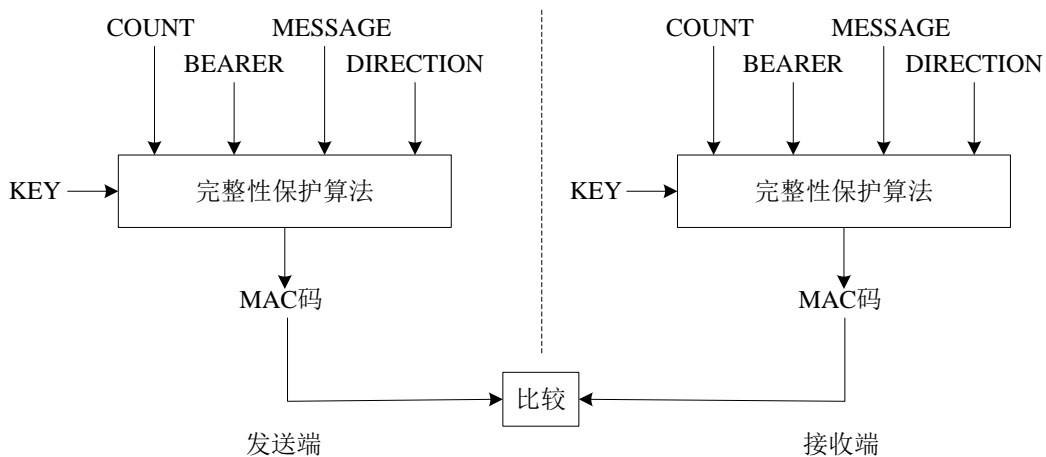 COUNT MESSAGE COUNT MESSAGE
BEARER DIRECTION BEARER DIRECTION
KEY 完整性保护算法 KEY 完整性保护算法
MAC码 MAC码
比较
发送端 接收端